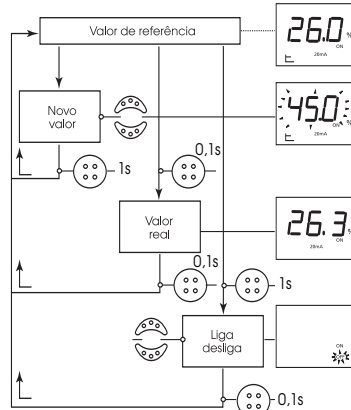 Valor de referência
26.0 %
ON
20mA
Novo
valor
45.0 %
ON
20mA
1s
0,1s
Valor
real
26.3 %
ON
20mA
0,1s
1s
Liga
desliga
ON
OFF
0,1s